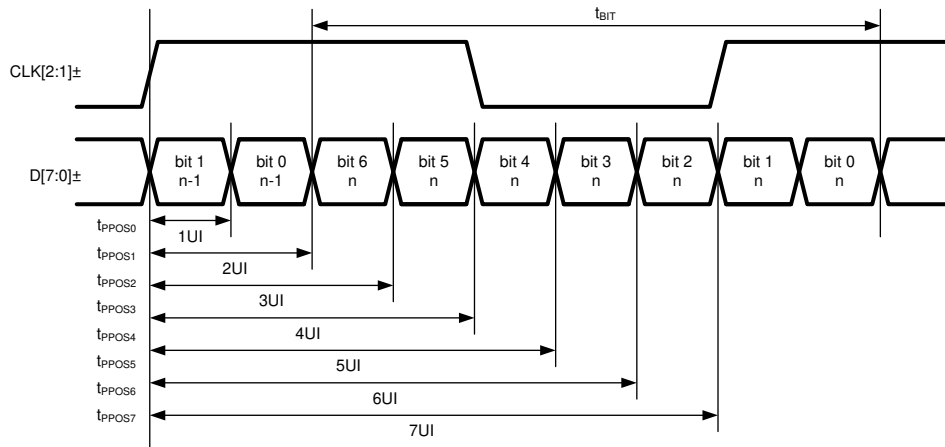 tBIT
CLK[2:1]±
D[7:0]±
bit 1 n-1
bit 0 n-1
bit 6 n
bit 5 n
bit 4 n
bit 3 n
bit 2 n
bit 1 n
bit 0 n
tPPOS0
1UI
tPPOS1
2UI
tPPOS2
3UI
tPPOS3
4UI
tPPOS4
5UI
tPPOS5
6UI
tPPOS6
7UI
tPPOS7